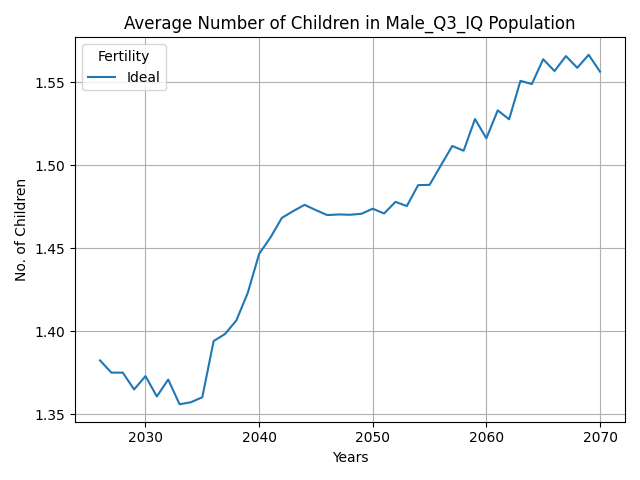 Average Number of Children in Male_Q3_IQ Population
Fertility
Ideal
No. of Children
1.55
1.50
1.45
1.40
1.35
2030 2040 2050 2060 2070
Years